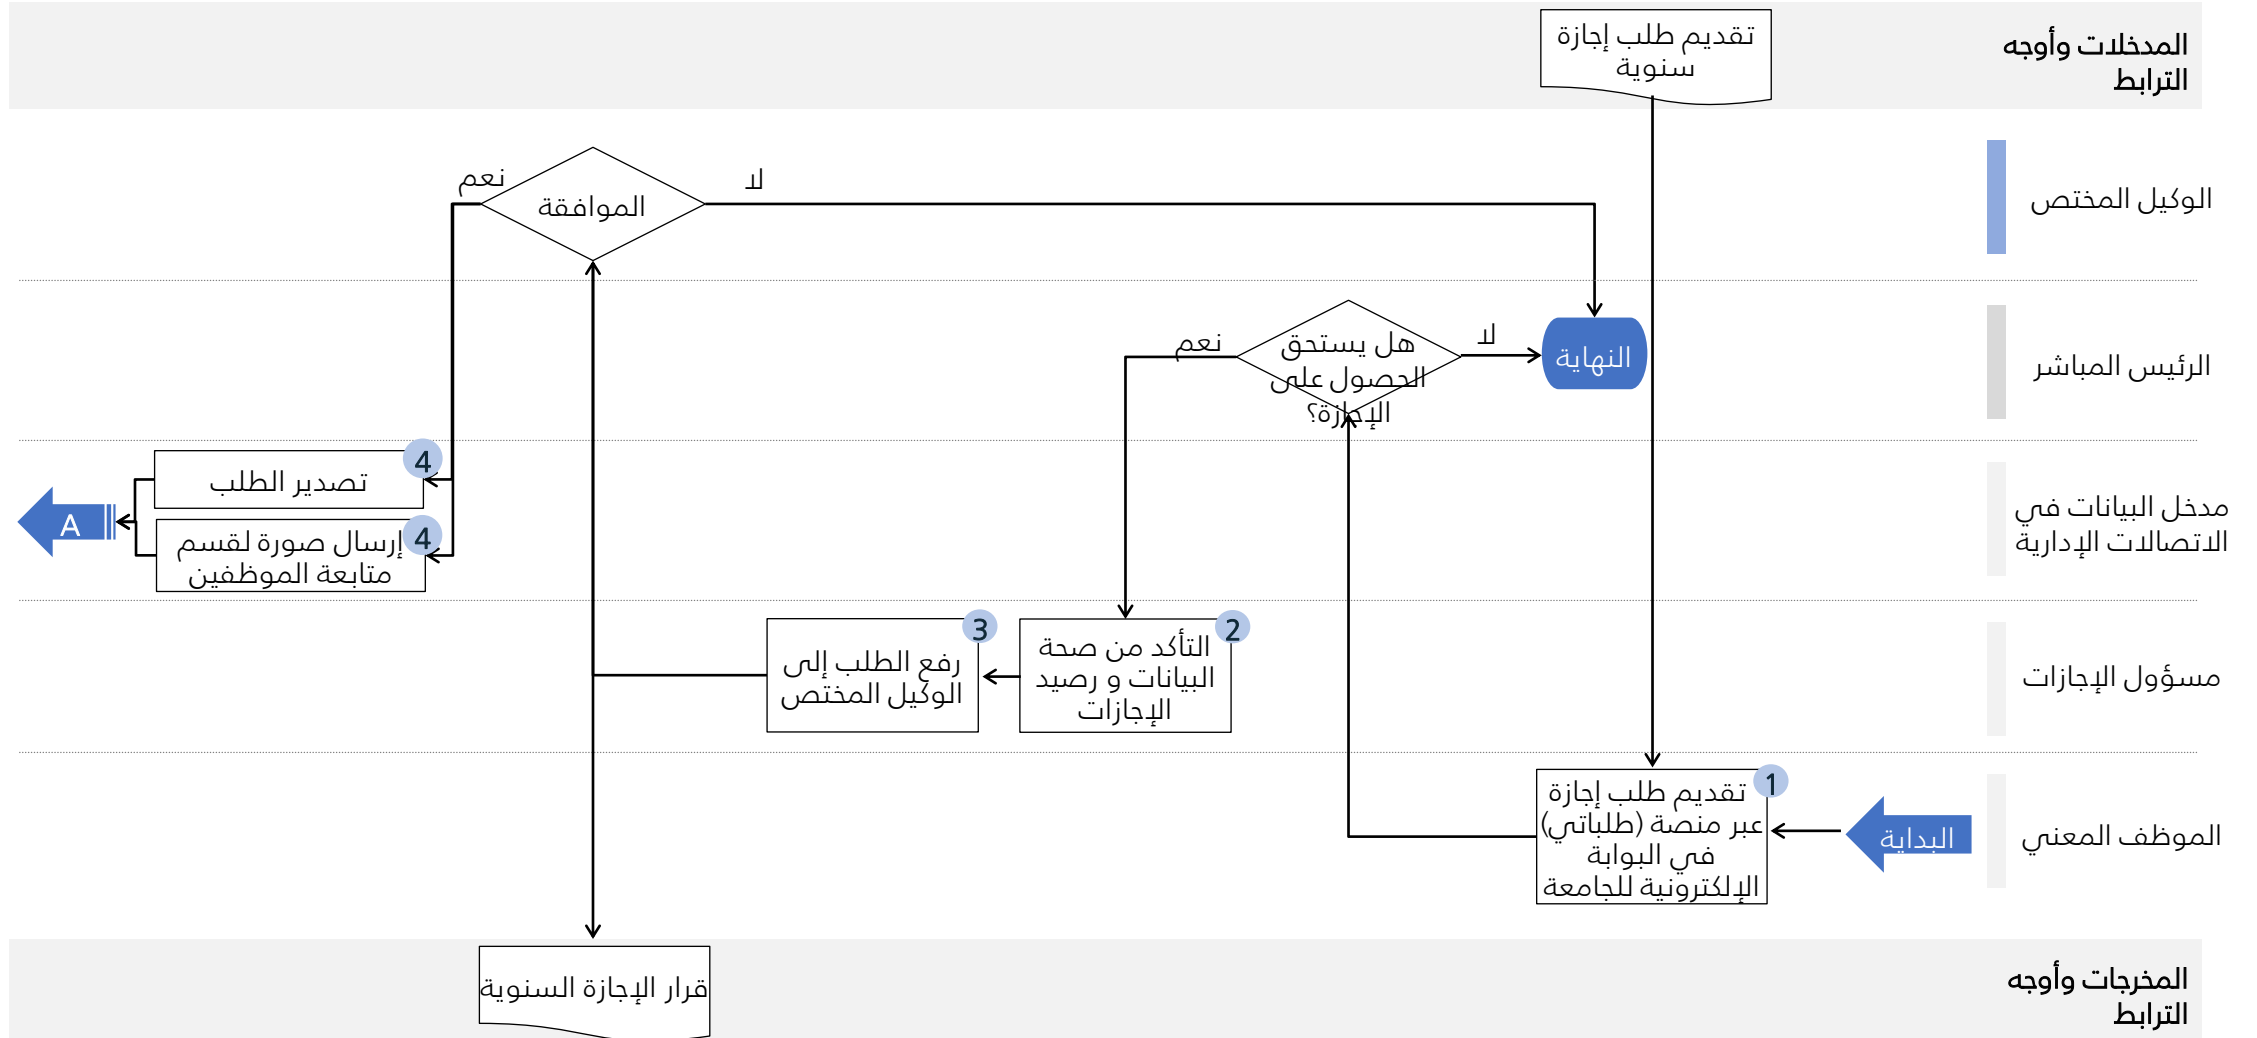 المدخلات وأوجه
الترابط
تقديم طلب إجازة
سنوية
الوكيل المختص
لا
الموافقة
نعم
الرئيس المباشر
النهاية
لا
هل يستحق
الحصول على
الإجازة؟
نعم
مدخل البيانات في
الاتصالات الإدارية
4
تصدير الطلب
4
إرسال صورة لقسم
متابعة الموظفين
A
مسؤول الإجازات
2
التأكد من صحة
البيانات و رصيد
الإجازات
3
رفع الطلب إلى
الوكيل المختص
الموظف المعني
البداية
1
تقديم طلب إجازة
عبر منصة (طلباتي)
في البوابة
الإلكترونية للجامعة
المخرجات وأوجه
الترابط
قرار الإجازة السنوية